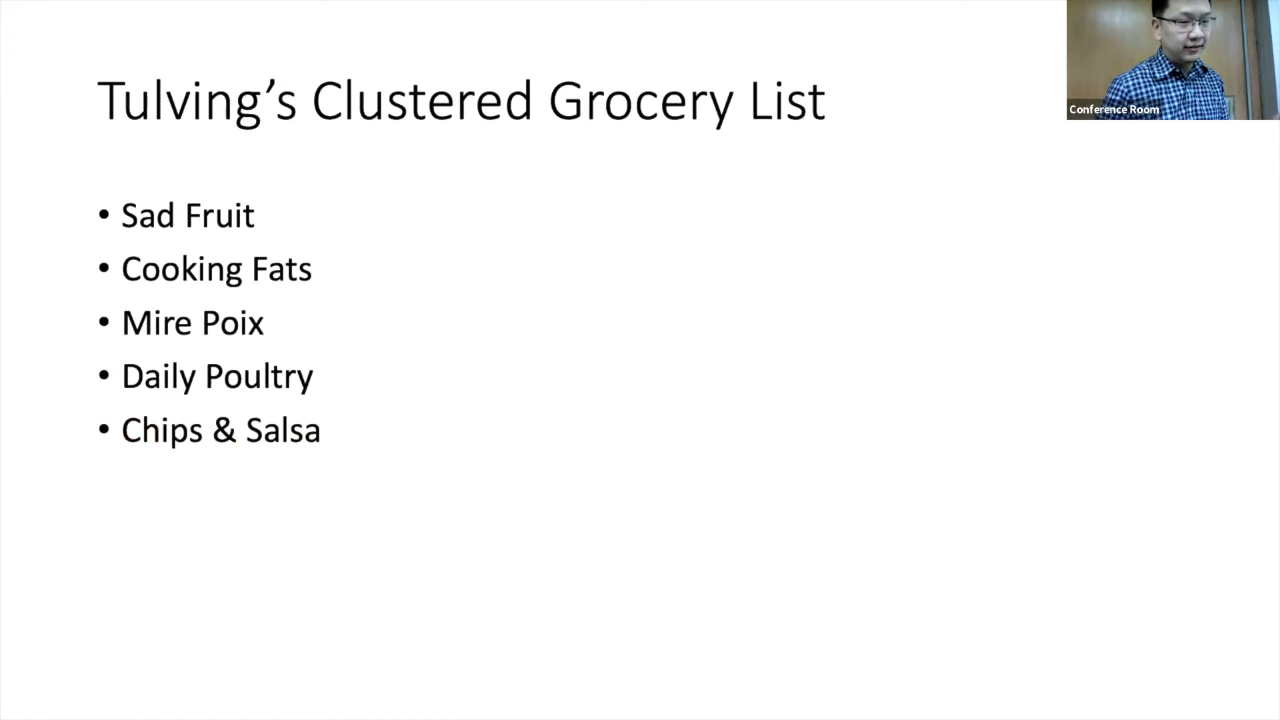 Tulving's Clustered Grocery List
Conference Room
• Sad Fruit
• Cooking Fats
• Mire Poix
• Daily Poultry
• Chips & Salsa